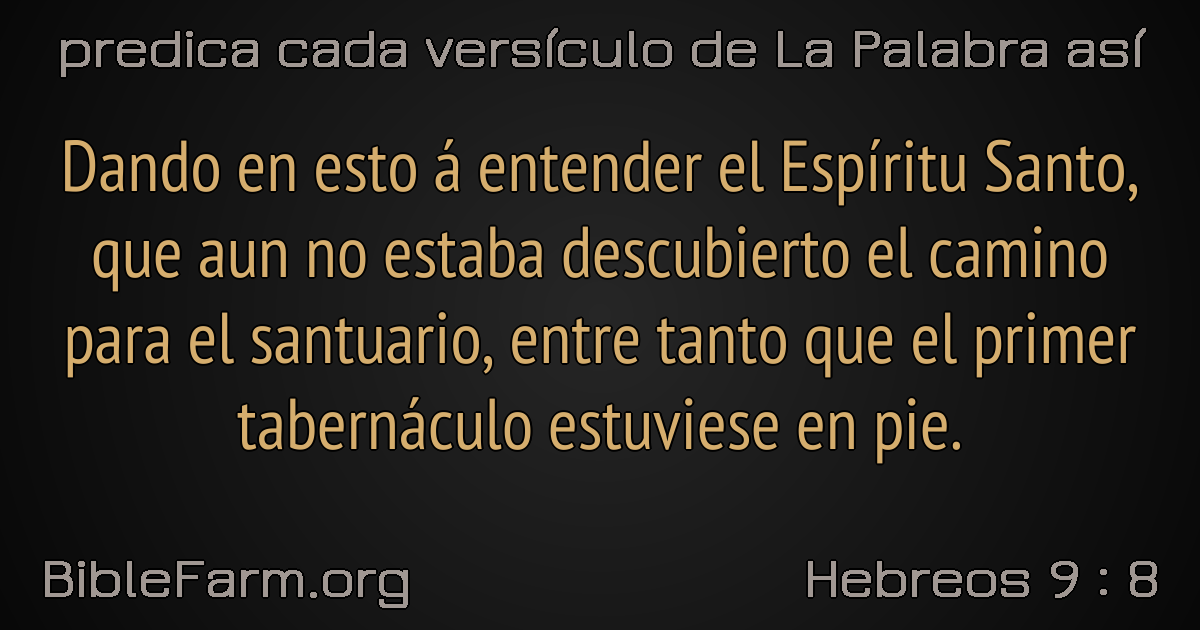 predica cada versículo de La Palabra así
Dando en esto á entender el Espíritu Santo,
que aun no estaba descubierto el camino
para el santuario, entre tanto que el primer
tabernáculo estuviese en pie.
BibleFarm.org
Hebreos 9 : 8